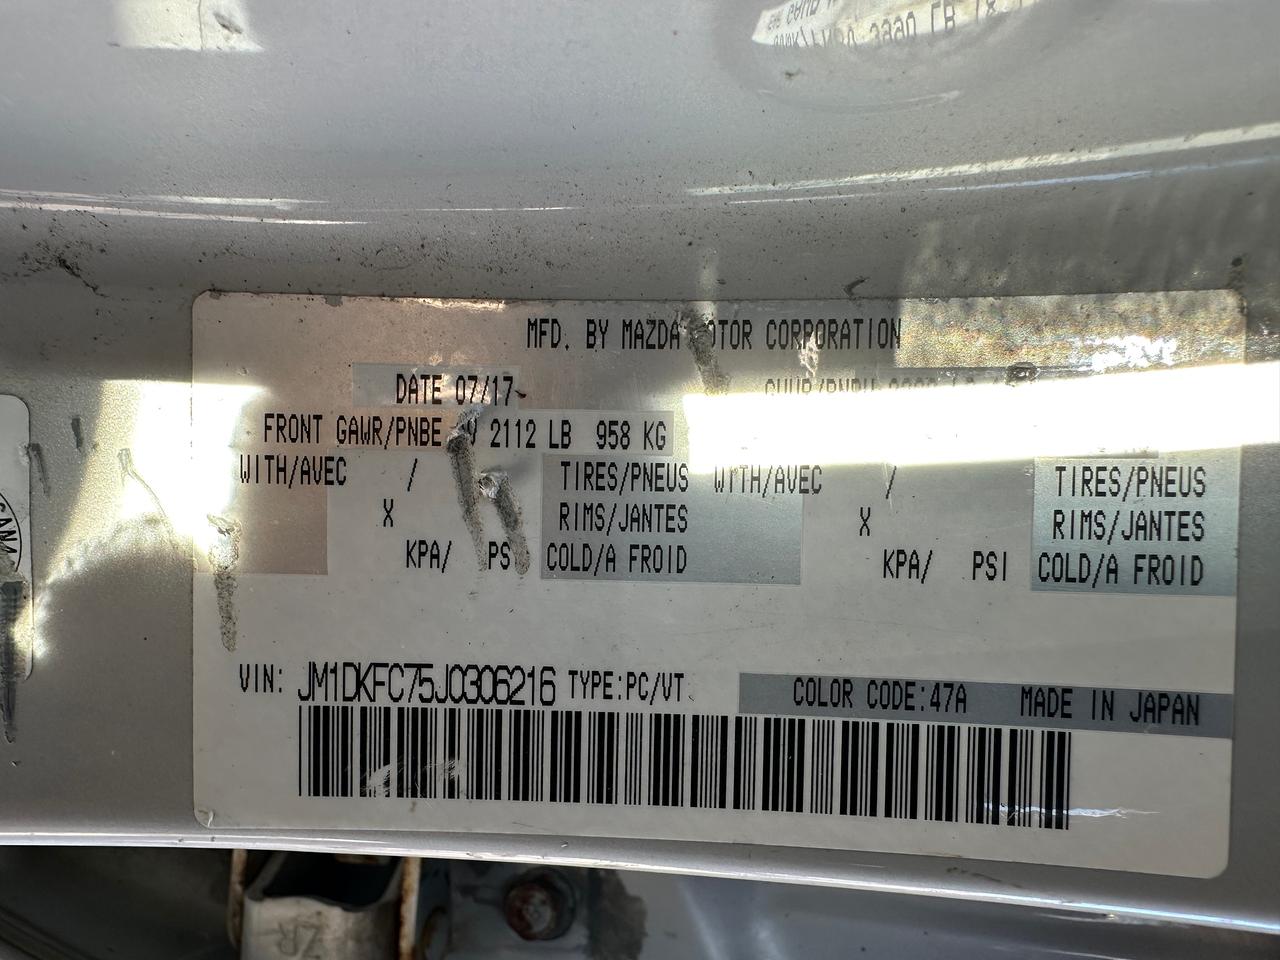 MFD. BY MAZDA MOTOR CORPORATION
DATE 07/17
FRONT GAWR/PNBE AV 2112 LB 958 KG
WITH/AVEC / TIRES/PNEUS WITH/AVEC / TIRES/PNEUS
X RIMS/JANTES X RIMS/JANTES
KPA/ PSI COLD/A FROID KPA/ PSI COLD/A FROID
VIN: JM1DKFC75J0306216 TYPE:PC/VT COLOR CODE:47A MADE IN JAPAN
ZR